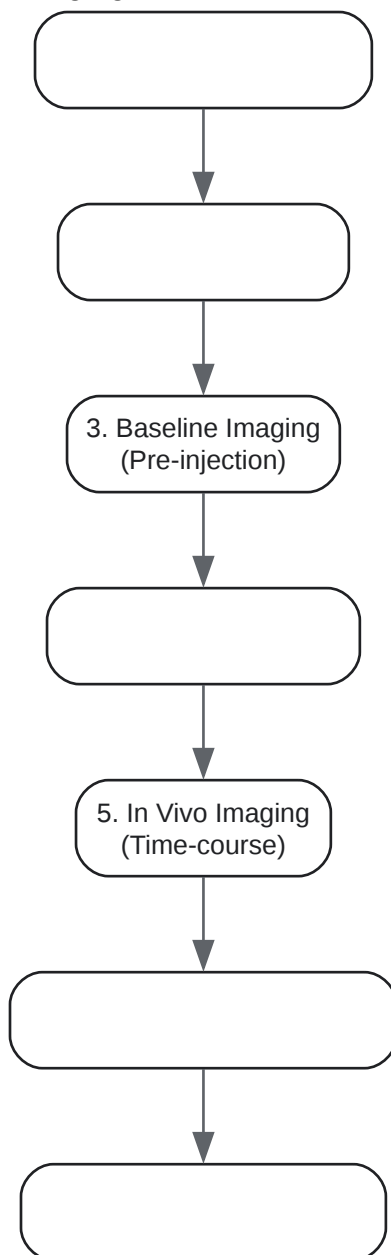 3. Baseline Imaging
(Pre-injection)
5. In Vivo Imaging
(Time-course)